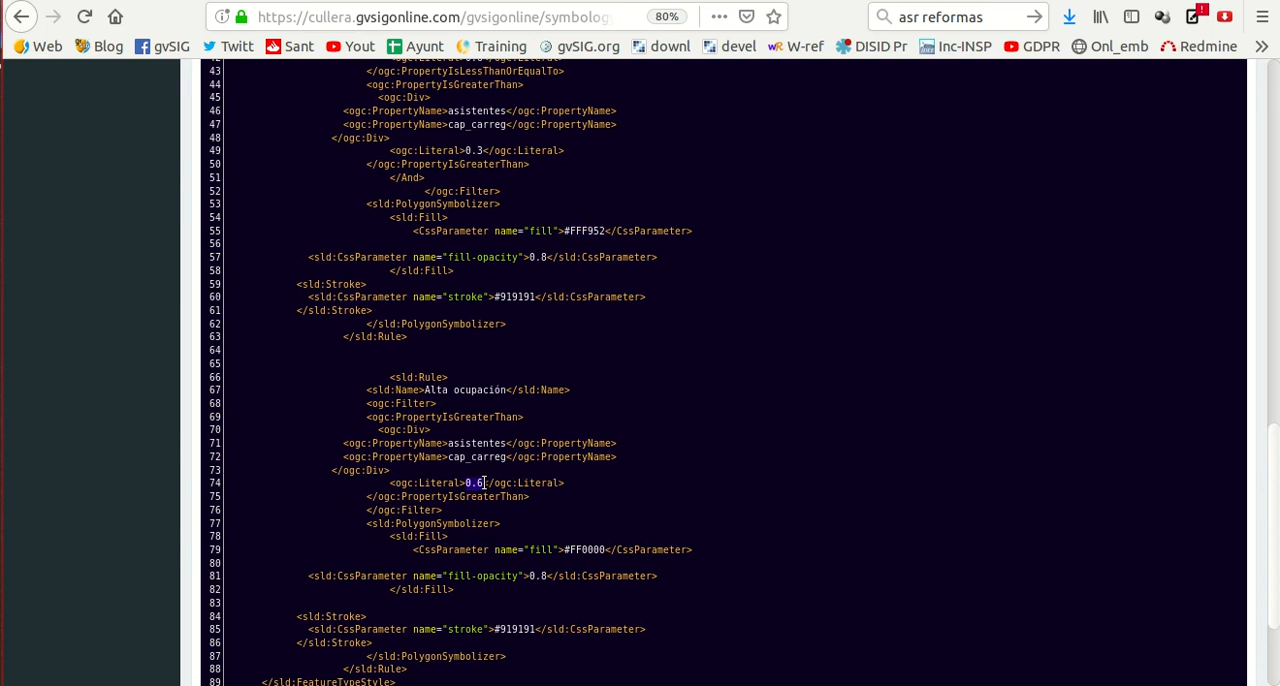 https://cullera.gvsigonline.com/gvsigonline/symbology
80%
asr reformas
Web Blog gvSIG Twitt Sant Yout Ayunt Training gvSIG.org downl devel W-ref DISID Pr Inc-INSP GDPR Onl_emb Redmine
43 </ogc:PropertyIsLessThanOrEqualTo>
44 <ogc:PropertyIsGreaterThan>
45 <ogc:Div>
46 <ogc:PropertyName>asistentes</ogc:PropertyName>
47 <ogc:PropertyName>cap_carreg</ogc:PropertyName>
48 </ogc:Div>
49 <ogc:Literal>0.3</ogc:Literal>
50 </ogc:PropertyIsGreaterThan>
51 </And>
52 </ogc:Filter>
53 <sld:PolygonSymbolizer>
54 <sld:Fill>
55 <CssParameter name="fill">#FFF952</CssParameter>
56
57 <sld:CssParameter name="fill-opacity">0.8</sld:CssParameter>
58 </sld:Fill>
59 <sld:Stroke>
60 <sld:CssParameter name="stroke">#919191</sld:CssParameter>
61 </sld:Stroke>
62 </sld:PolygonSymbolizer>
63 </sld:Rule>
64
65
66 <sld:Rule>
67 <sld:Name>Alta ocupación</sld:Name>
68 <ogc:Filter>
69 <ogc:PropertyIsGreaterThan>
70 <ogc:Div>
71 <ogc:PropertyName>asistentes</ogc:PropertyName>
72 <ogc:PropertyName>cap_carreg</ogc:PropertyName>
73 </ogc:Div>
74 <ogc:Literal>0.6</ogc:Literal>
75 </ogc:PropertyIsGreaterThan>
76 </ogc:Filter>
77 <sld:PolygonSymbolizer>
78 <sld:Fill>
79 <CssParameter name="fill">#FF0000</CssParameter>
80
81 <sld:CssParameter name="fill-opacity">0.8</sld:CssParameter>
82 </sld:Fill>
83
84 <sld:Stroke>
85 <sld:CssParameter name="stroke">#919191</sld:CssParameter>
86 </sld:Stroke>
87 </sld:PolygonSymbolizer>
88 </sld:Rule>
89 </sld:FeatureTypeStyle>